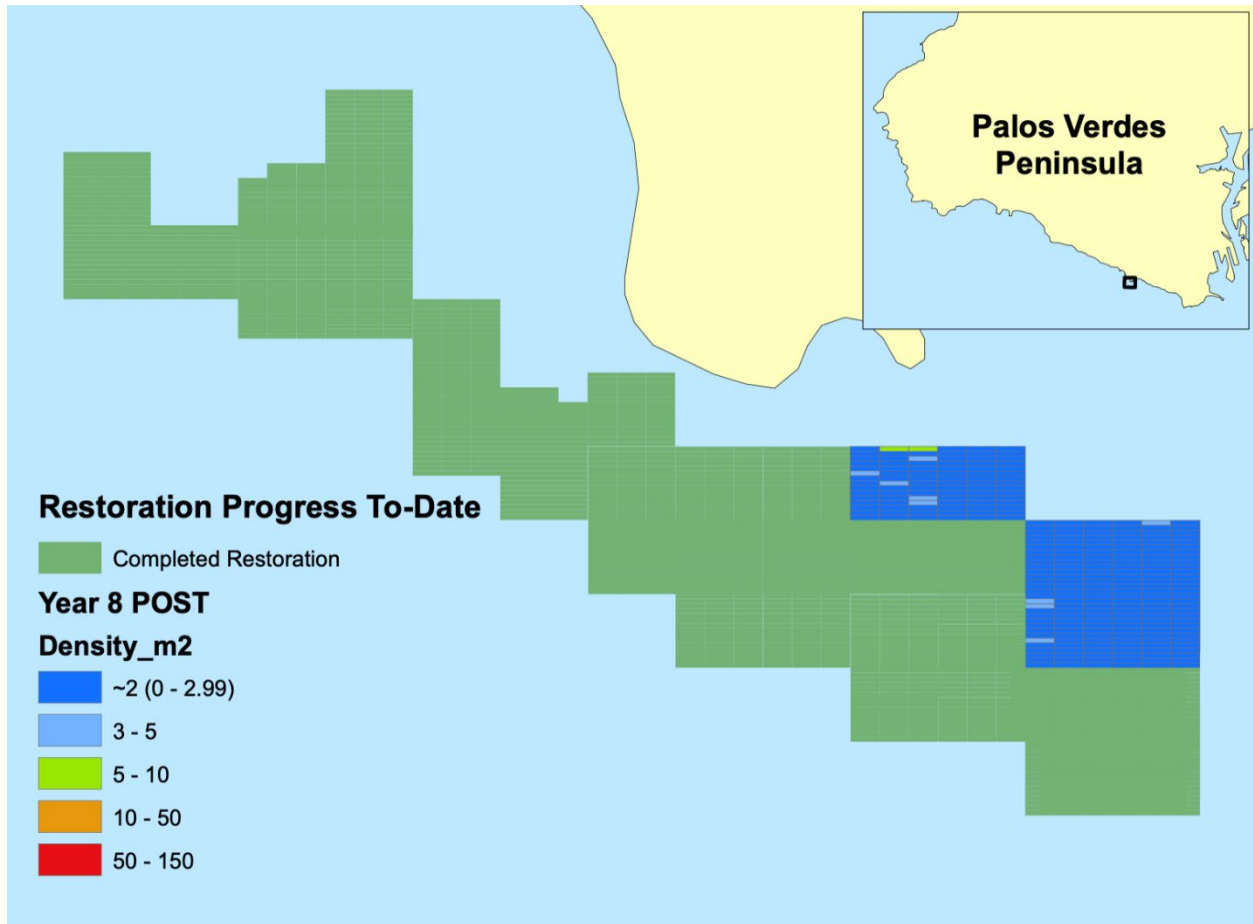 Palos Verdes
Peninsula
Restoration Progress To-Date
Completed Restoration
Year 8 POST
Density_m2
~2 (0 - 2.99)
3 - 5
5 - 10
10 - 50
50 - 150